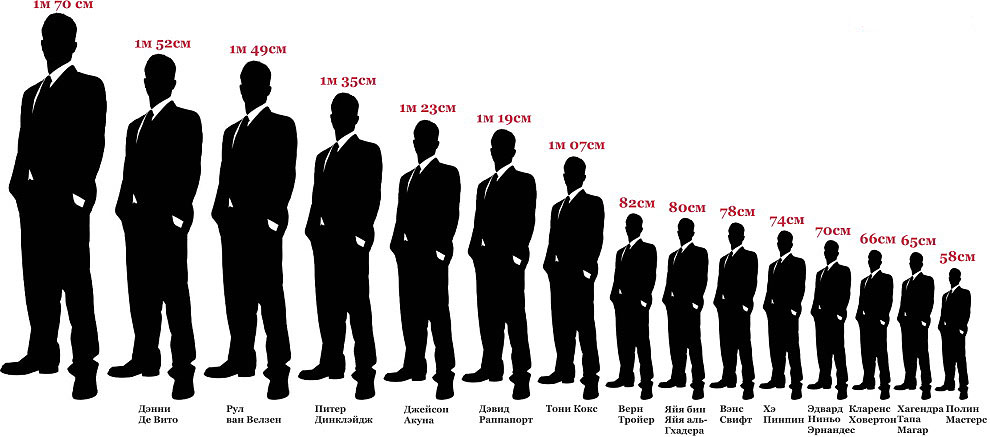 1м 70 см
1м 52см
1м 49см
1м 35см
1м 23см
1м 19см
1м 07см
82см
80см
78см
74см
70см
66см
65см
58см
Дэнни
Де Вито
Рул
ван Велзен
Питер
Динклэйдж
Джейсон
Акуна
Дэвид
Раппапорт
Тони Кокс
Верн
Тройер
Яйя бин
Яйя аль-
Гхадера
Вэнс
Свифт
Хэ
Пинпин
Эдвард
Ниньо
Эрнандес
Кларенс
Ховертон
Хагендра
Тапа
Магар
Полин
Мастерс